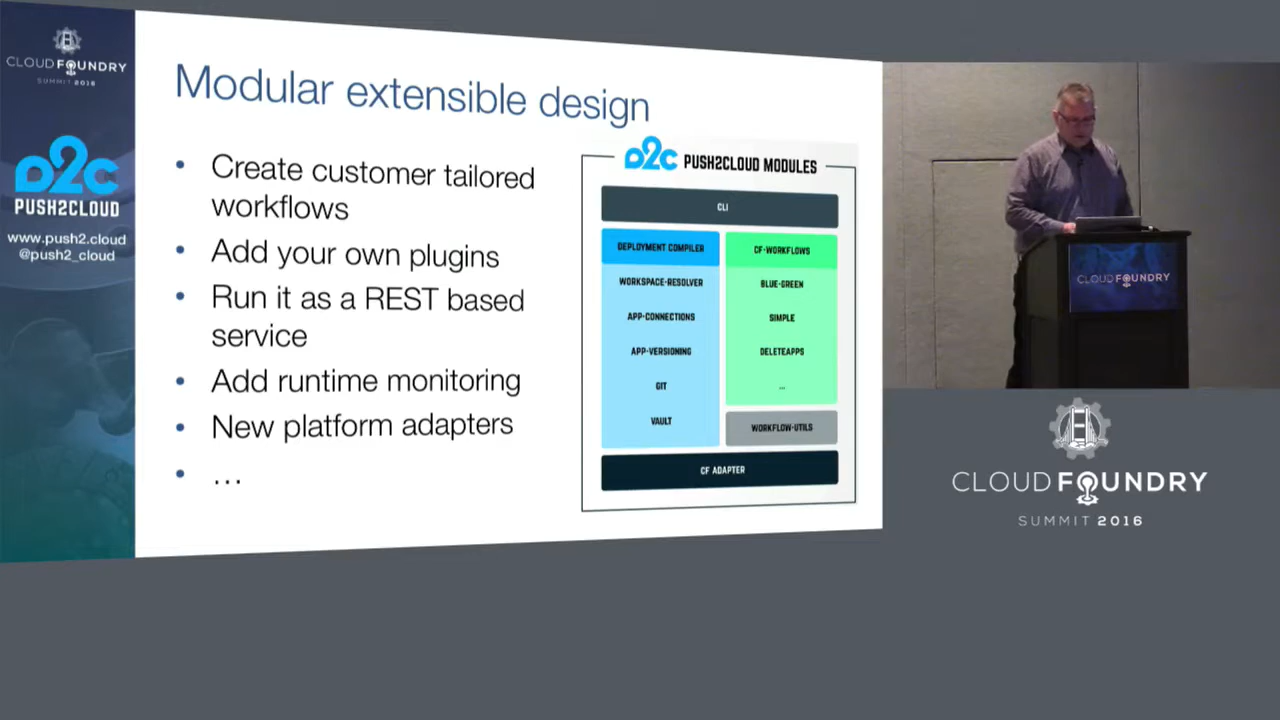 CLOUD FOUNDRY
SUMMIT 2016
PUSH2CLOUD
www.push2.cloud
@push2_cloud
Modular extensible design
• Create customer tailored
workflows
• Add your own plugins
• Run it as a REST based
service
• Add runtime monitoring
• New platform adapters
• ...
PUSH2CLOUD MODULES
CLI
DEPLOYMENT COMPILER
WORKSPACE-RESOLVER
APP-CONNECTIONS
APP-VERSIONING
GIT
VAULT
CF-WORKFLOWS
BLUE-GREEN
SIMPLE
DELETEAPPS
...
WORKFLOW-UTILS
CF ADAPTER
CLOUD FOUNDRY
CLOUD FOUNDRY
SUMMIT 2016